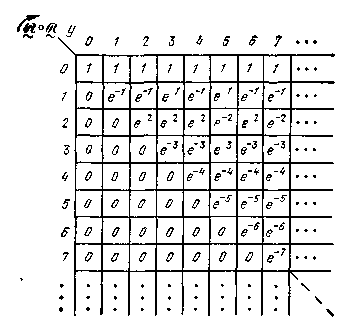 y
0 1 2 3 4 5 6 7 ···
0 1 1 1 1 1 1 1 1 ···
1 0 e⁻¹ e⁻¹ e⁻¹ e⁻¹ e⁻¹ e⁻¹ e⁻¹ ···
2 0 0 e⁻² e⁻² e⁻² e⁻² e⁻² e⁻² ···
3 0 0 0 e⁻³ e⁻³ e⁻³ e⁻³ e⁻³ ···
4 0 0 0 0 e⁻⁴ e⁻⁴ e⁻⁴ e⁻⁴ ···
5 0 0 0 0 0 e⁻⁵ e⁻⁵ e⁻⁵ ···
6 0 0 0 0 0 0 e⁻⁶ e⁻⁶ ···
7 0 0 0 0 0 0 0 e⁻⁷ ···